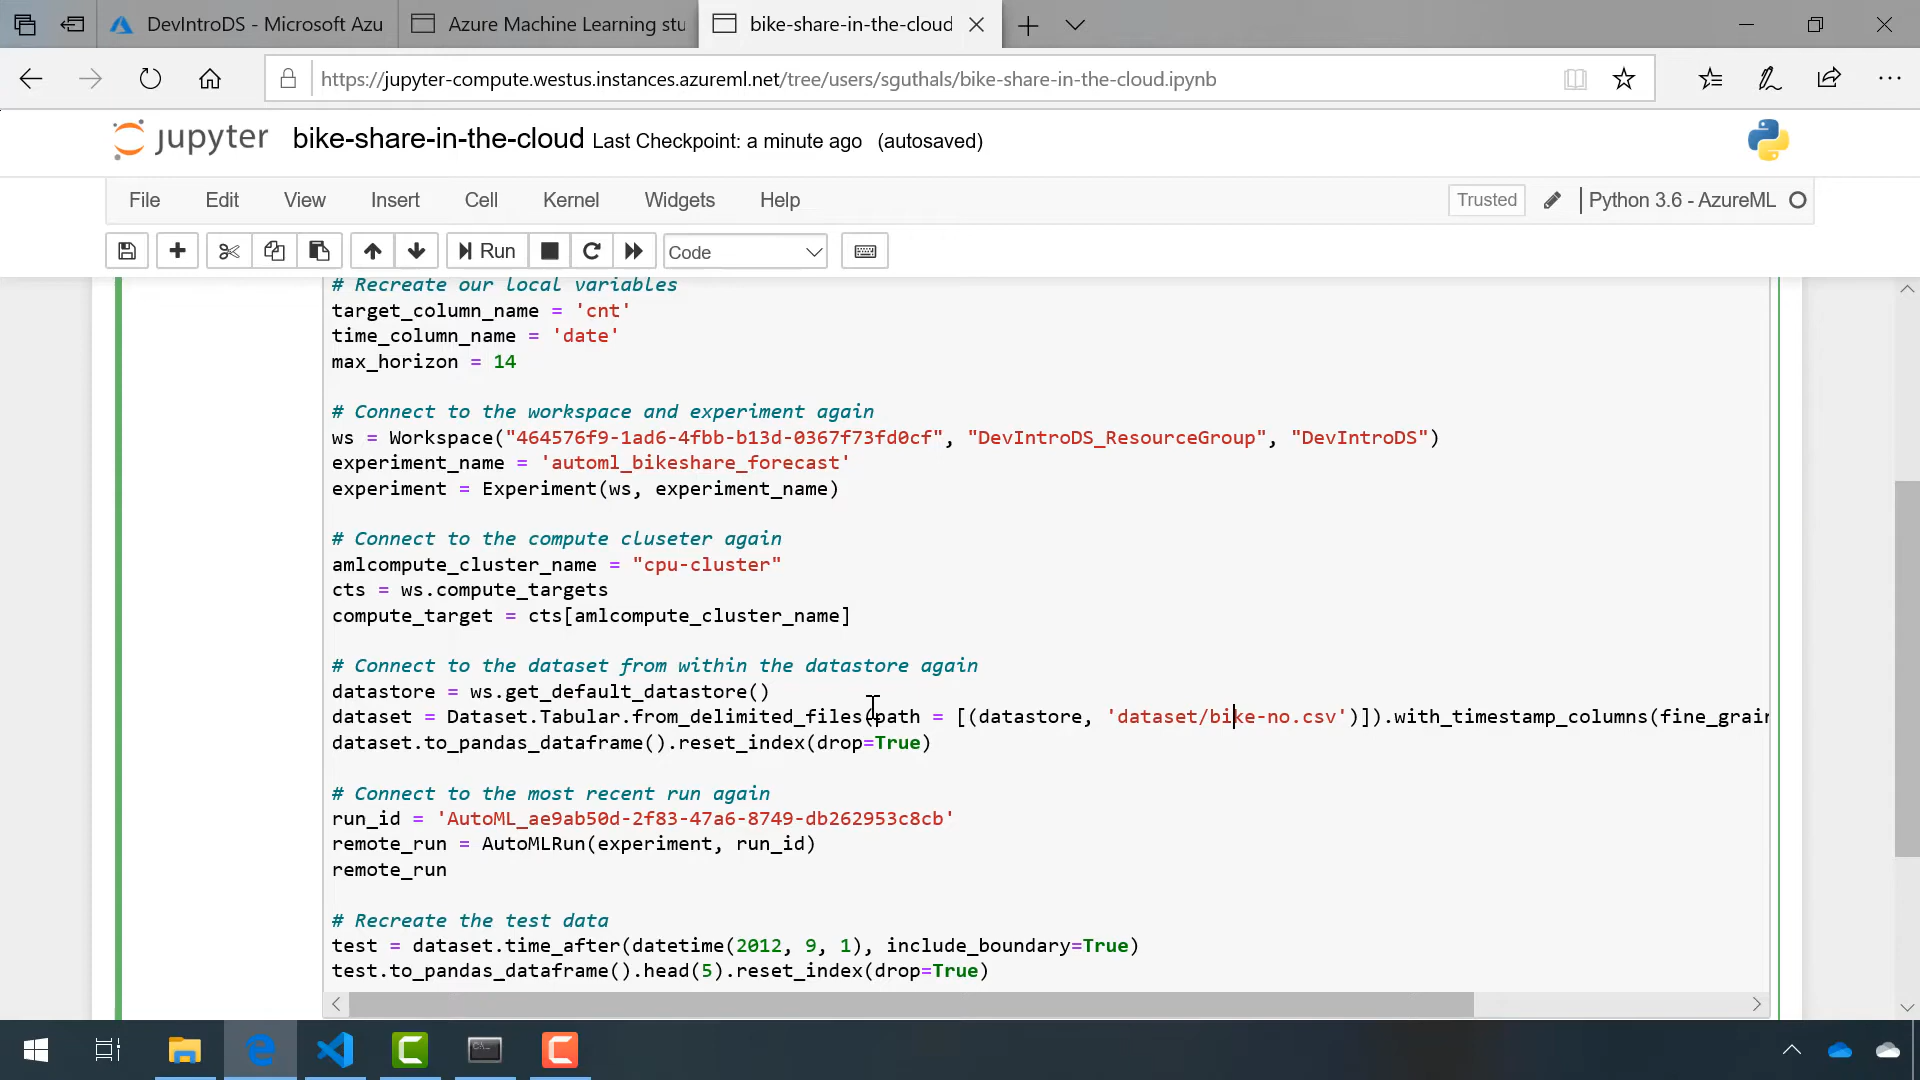 DevIntroDS - Microsoft Azu
Azure Machine Learning stu
bike-share-in-the-cloud
https://jupyter-compute.westus.instances.azureml.net/tree/users/sguthals/bike-share-in-the-cloud.ipynb
jupyter bike-share-in-the-cloud Last Checkpoint: a minute ago (autosaved)
File Edit View Insert Cell Kernel Widgets Help Trusted Python 3.6 - AzureML
Run Code
# Recreate our local variables
target_column_name = 'cnt'
time_column_name = 'date'
max_horizon = 14
# Connect to the workspace and experiment again
ws = Workspace("464576f9-1ad6-4fbb-b13d-0367f73fd0cf", "DevIntroDS_ResourceGroup", "DevIntroDS")
experiment_name = 'automl_bikeshare_forecast'
experiment = Experiment(ws, experiment_name)
# Connect to the compute cluseter again
amlcompute_cluster_name = "cpu-cluster"
cts = ws.compute_targets
compute_target = cts[amlcompute_cluster_name]
# Connect to the dataset from within the datastore again
datastore = ws.get_default_datastore()
dataset = Dataset.Tabular.from_delimited_files(path = [(datastore, 'dataset/bike-no.csv')]).with_timestamp_columns(fine_grain
dataset.to_pandas_dataframe().reset_index(drop=True)
# Connect to the most recent run again
run_id = 'AutoML_ae9ab50d-2f83-47a6-8749-db262953c8cb'
remote_run = AutoMLRun(experiment, run_id)
remote_run
# Recreate the test data
test = dataset.time_after(datetime(2012, 9, 1), include_boundary=True)
test.to_pandas_dataframe().head(5).reset_index(drop=True)